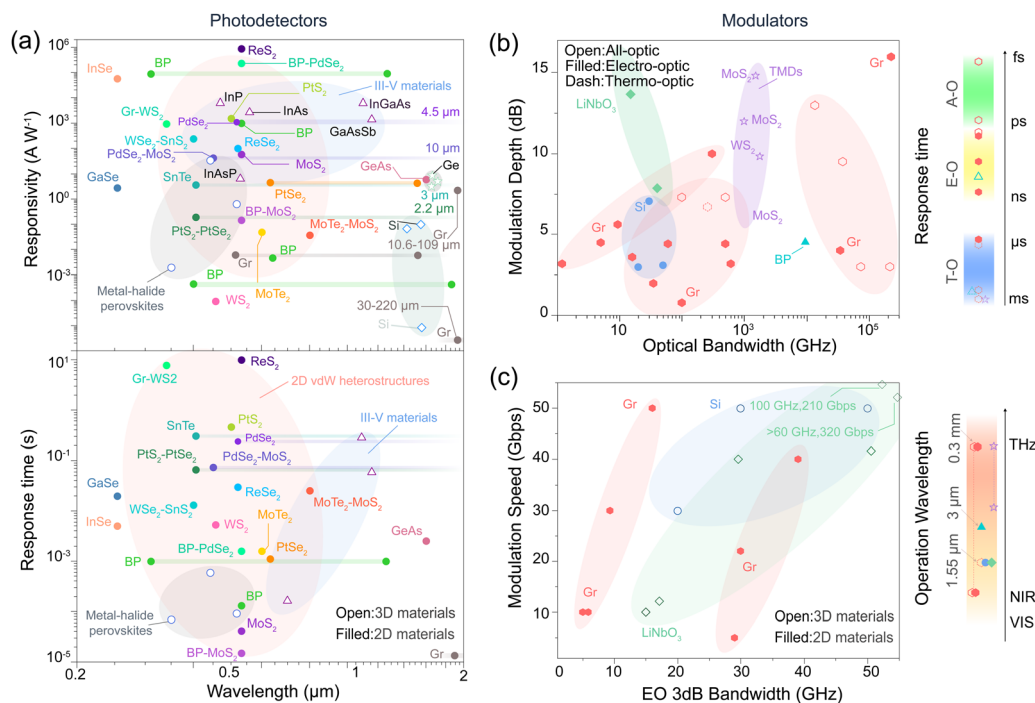 Photodetectors
Modulators
(a)
10⁶
10³
10⁰
10⁻³
Responsivity (A W⁻¹)
ReS₂
InSe
BP
BP-PdSe₂
PtS₂
III-V materials
InP
InGaAs
Gr-WS₂
InAs
4.5 μm
PdSe₂
BP
GaAsSb
WSe₂-SnS₂
ReSe₂
10 μm
PdSe₂-MoS₂
MoS₂
GeAs
Ge
GaSe
SnTe
InAsP
PtSe₂
3 μm
2.2 μm
BP-MoS₂
PtS₂-PtSe₂
MoTe₂-MoS₂
Si
Gr
10.6-109 μm
Gr
BP
BP
Metal-halide
perovskites
WS₂
MoTe₂
30-220 μm
Si
Gr
10¹
10⁻¹
10⁻³
10⁻⁵
Response time (s)
ReS₂
Gr-WS2
2D vdW heterostructures
PtS₂
III-V materials
SnTe
PdSe₂
PtS₂-PtSe₂
PdSe₂-MoS₂
GaSe
ReSe₂
MoTe₂-MoS₂
WSe₂-SnS₂
MoTe₂
InSe
WS₂
GeAs
BP-PdSe₂
PtSe₂
BP
BP
Metal-halide
perovskites
MoS₂
Open:3D materials
Filled:2D materials
BP-MoS₂
Gr
0.2
0.5
1
2
Wavelength (μm)
(b)
15
10
5
0
Modulation Depth (dB)
Open:All-optic
Filled:Electro-optic
Dash:Thermo-optic
MoS₂
TMDs
Gr
LiNbO₃
MoS₂
WS₂
Si
MoS₂
BP
Gr
Gr
10¹
10³
10⁵
Optical Bandwidth (GHz)
fs
ps
ns
μs
ms
A-O
E-O
T-O
Response time
(c)
50
40
30
20
10
0
Modulation Speed (Gbps)
Gr
Si
100 GHz,210 Gbps
>60 GHz,320 Gbps
Gr
LiNbO₃
Open:3D materials
Filled:2D materials
0
10
20
30
40
50
EO 3dB Bandwidth (GHz)
Operation Wavelength
0.3 mm
3 μm
1.55 μm
THz
NIR
VIS